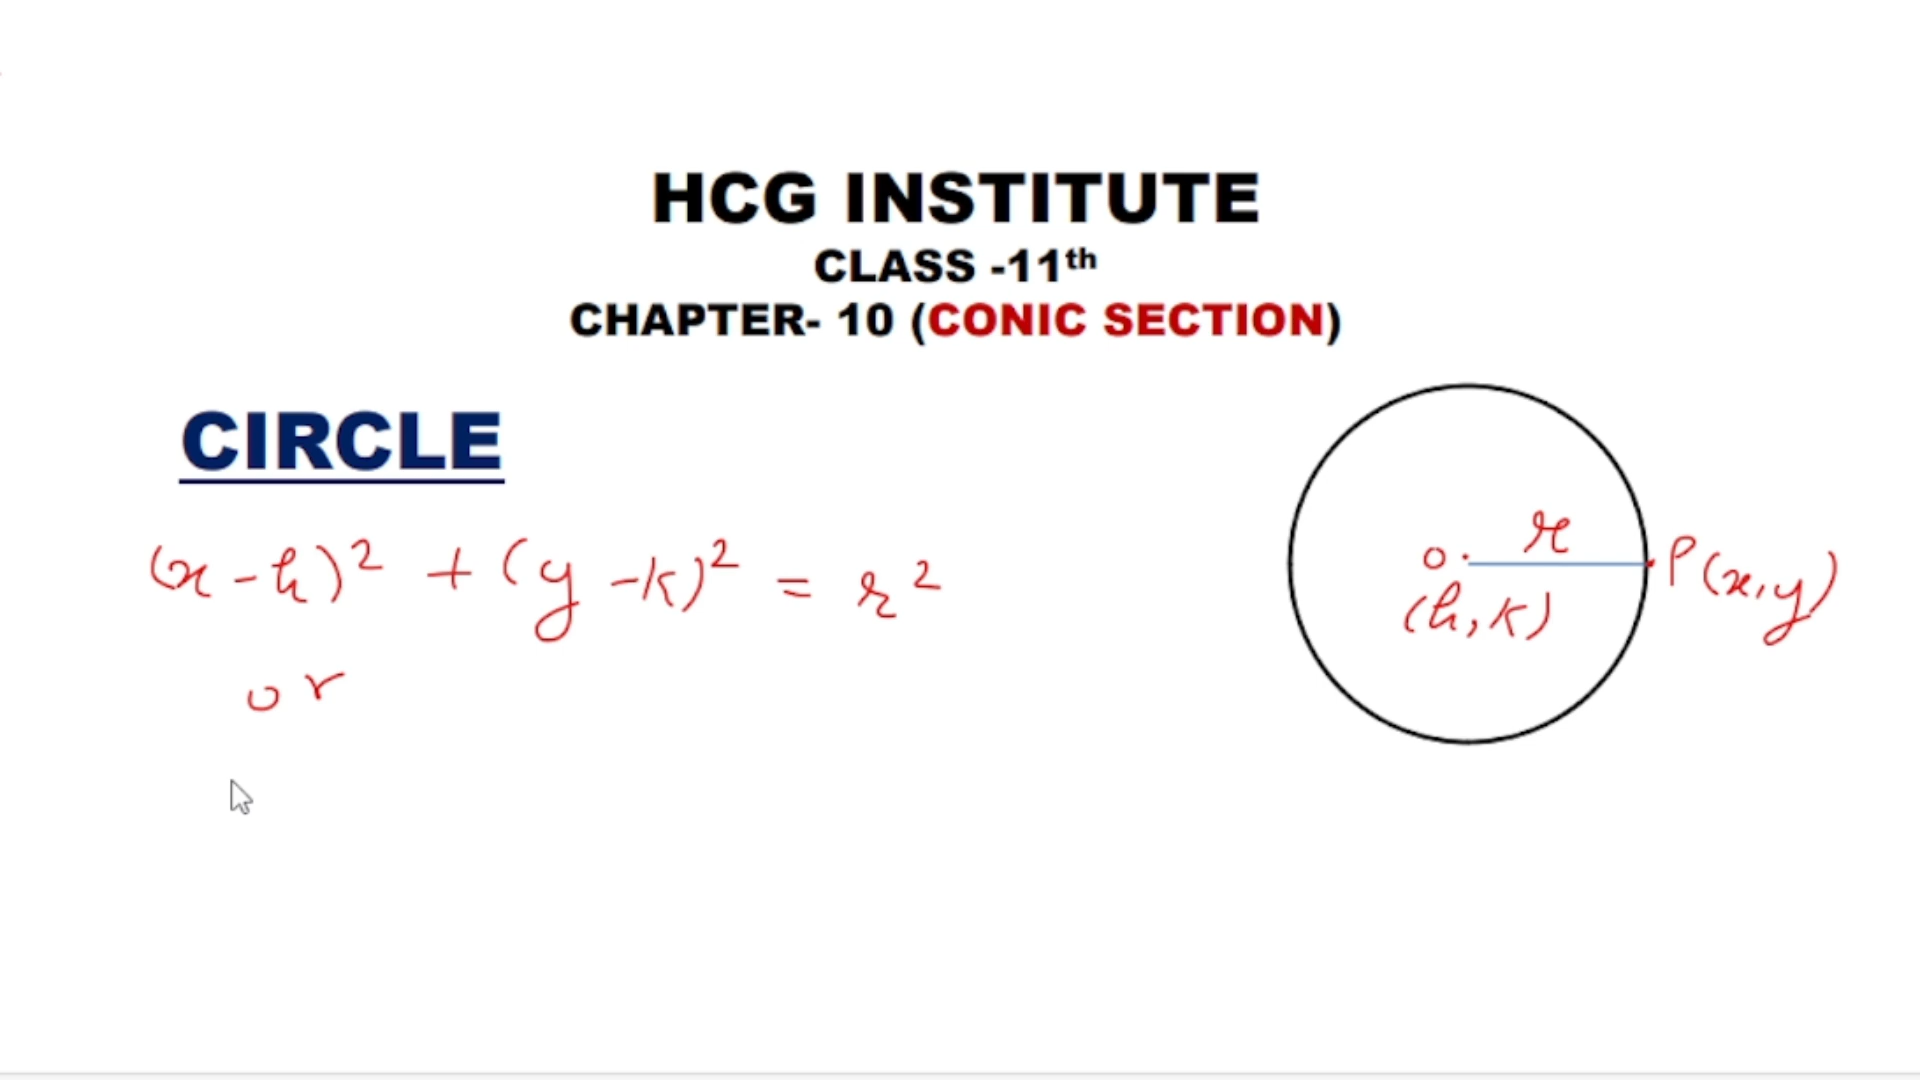 HCG INSTITUTE
CLASS -11th
CHAPTER- 10 (CONIC SECTION)
CIRCLE
(x-h)² + (y-k)² = r²
or
r
O
(h,k)
P(x,y)